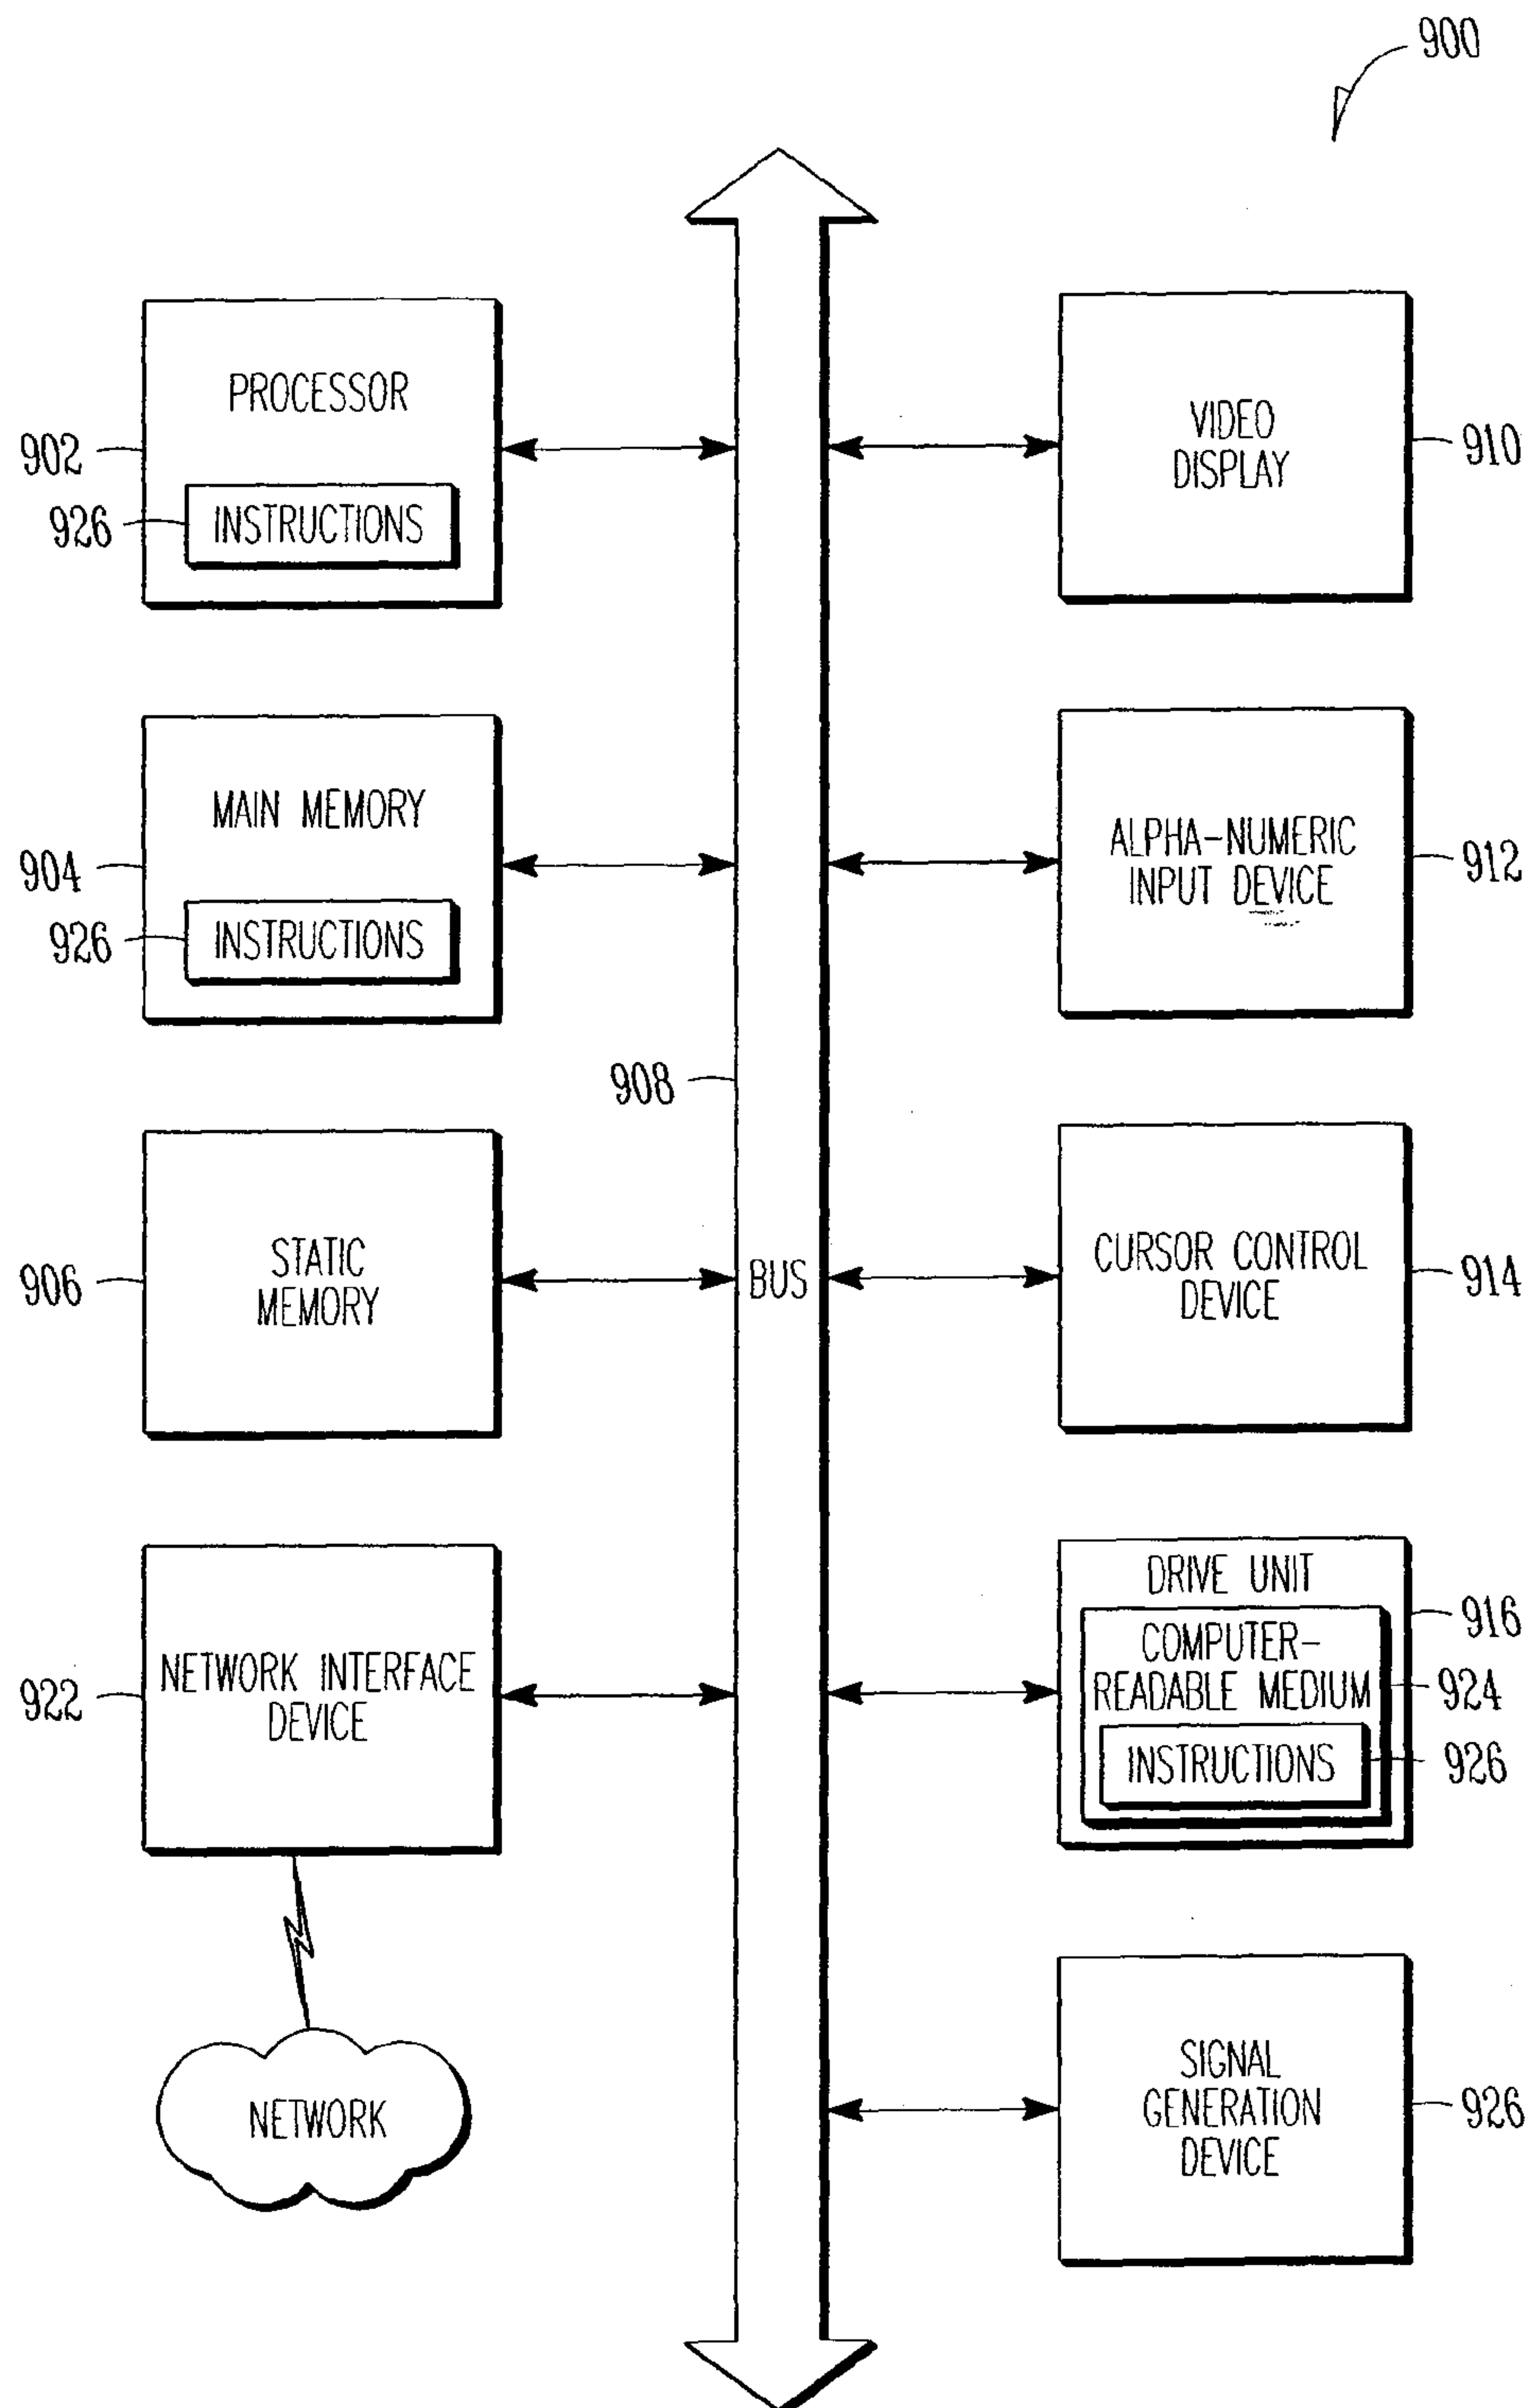 900
PROCESSOR
902
926
INSTRUCTIONS
MAIN MEMORY
904
926
INSTRUCTIONS
908
STATIC
MEMORY
906
NETWORK INTERFACE
DEVICE
922
NETWORK
BUS
VIDEO
DISPLAY
910
ALPHA-NUMERIC
INPUT DEVICE
912
CURSOR CONTROL
DEVICE
914
DRIVE UNIT
916
COMPUTER-
READABLE MEDIUM
924
INSTRUCTIONS
926
SIGNAL
GENERATION
DEVICE
926